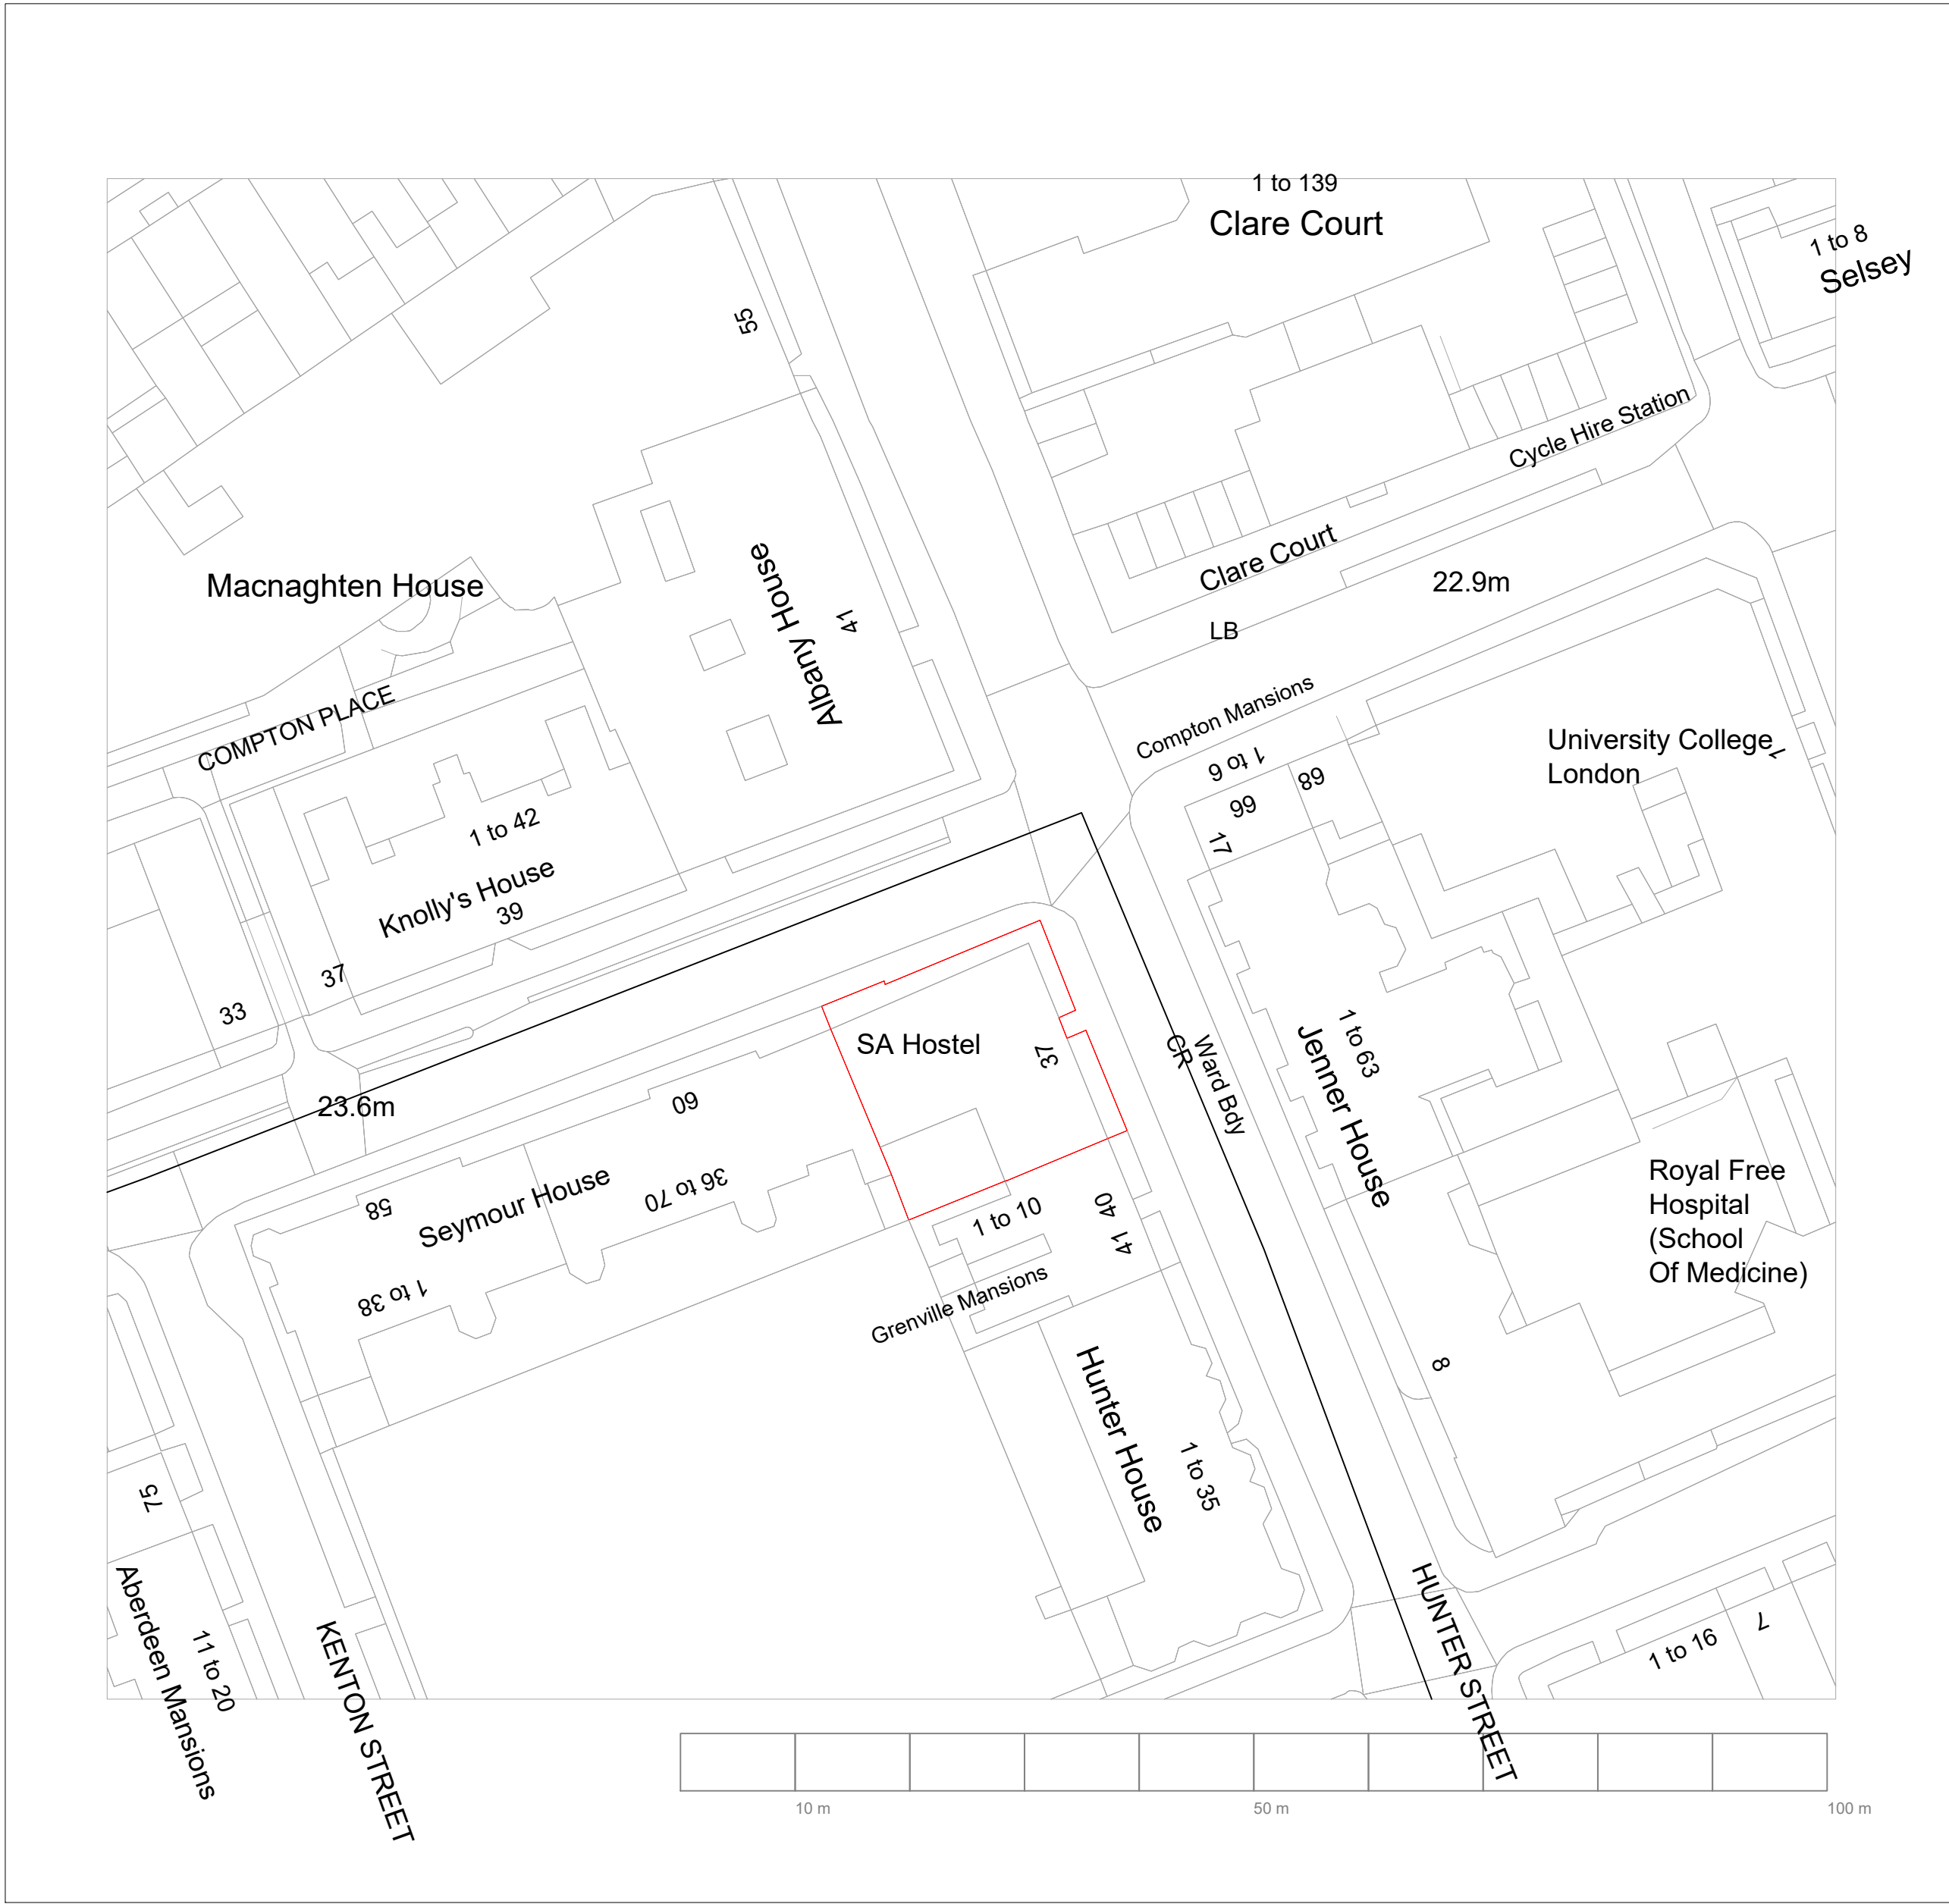 1 to 139
Clare Court
1 to 8
Selsey
55
Cycle Hire Station
Clare Court
22.9m
LB
Macnaghten House
Albany House
41
COMPTON PLACE
Compton Mansions
1 to 9
University College
London
1
68
66
17
1 to 42
Knolly's House
39
37
33
SA Hostel
37
CR
Ward Bdy
Jenner House
1 to 63
23.6m
60
36 to 70
Seymour House
58
1 to 38
1 to 10
40
41
Grenville Mansions
Royal Free
Hospital
(School
Of Medicine)
8
Hunter House
1 to 35
75
Aberdeen Mansions
11 to 20
KENTON STREET
HUNTER STREET
1 to 16
7
10 m
50 m
100 m